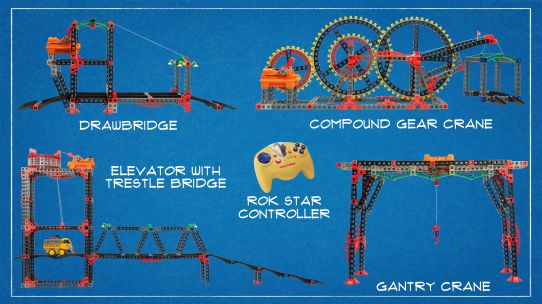 DRAWBRIDGE
COMPOUND GEAR CRANE
ELEVATOR WITH
TRESTLE BRIDGE
ROK STAR
CONTROLLER
GANTRY CRANE